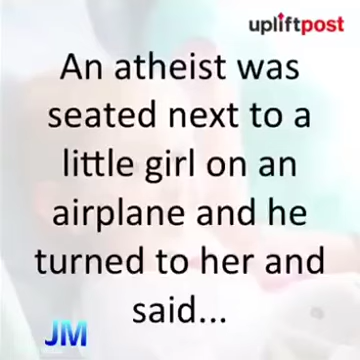 upliftpost
An atheist was
seated next to a
little girl on an
airplane and he
turned to her and
said...
JM